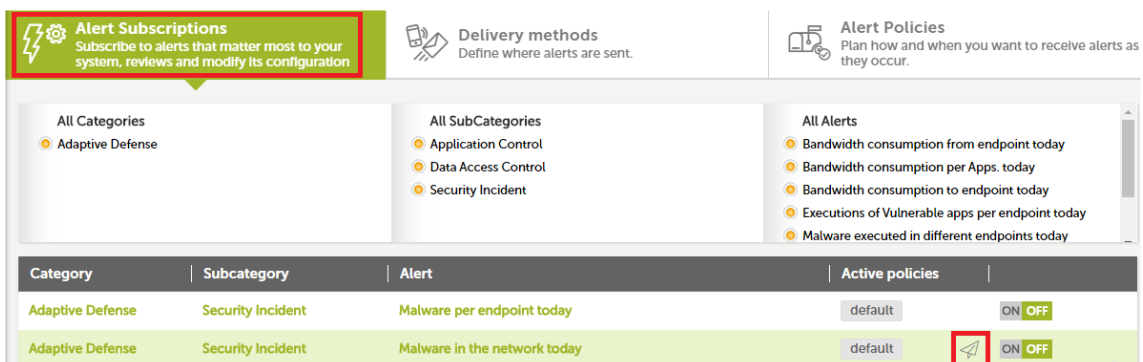 Alert Subscriptions
Subscribe to alerts that matter most to your
system, reviews and modify its configuration
Delivery methods
Define where alerts are sent.
Alert Policies
Plan how and when you want to receive alerts as
they occur.
All Categories
Adaptive Defense
All SubCategories
Application Control
Data Access Control
Security Incident
All Alerts
Bandwidth consumption from endpoint today
Bandwidth consumption per Apps. today
Bandwidth consumption to endpoint today
Executions of Vulnerable apps per endpoint today
Malware executed in different endpoints today
Category Subcategory Alert Active policies
Adaptive Defense Security Incident Malware per endpoint today default ON OFF
Adaptive Defense Security Incident Malware in the network today default ON OFF